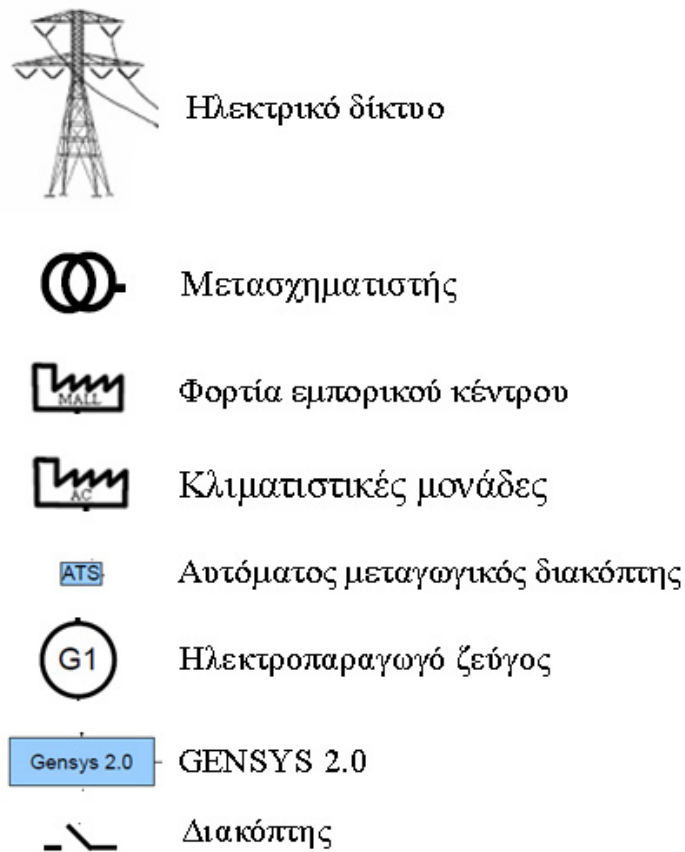 Ηλεκτρικό δίκτυο
Μετασχηματιστής
MALL Φορτία εμπορικού κέντρου
AC Κλιματιστικές μονάδες
ATS Αυτόματος μεταγωγικός διακόπτης
G1 Ηλεκτροπαραγωγό ζεύγος
Gensys 2.0 GENSYS 2.0
Διακόπτης